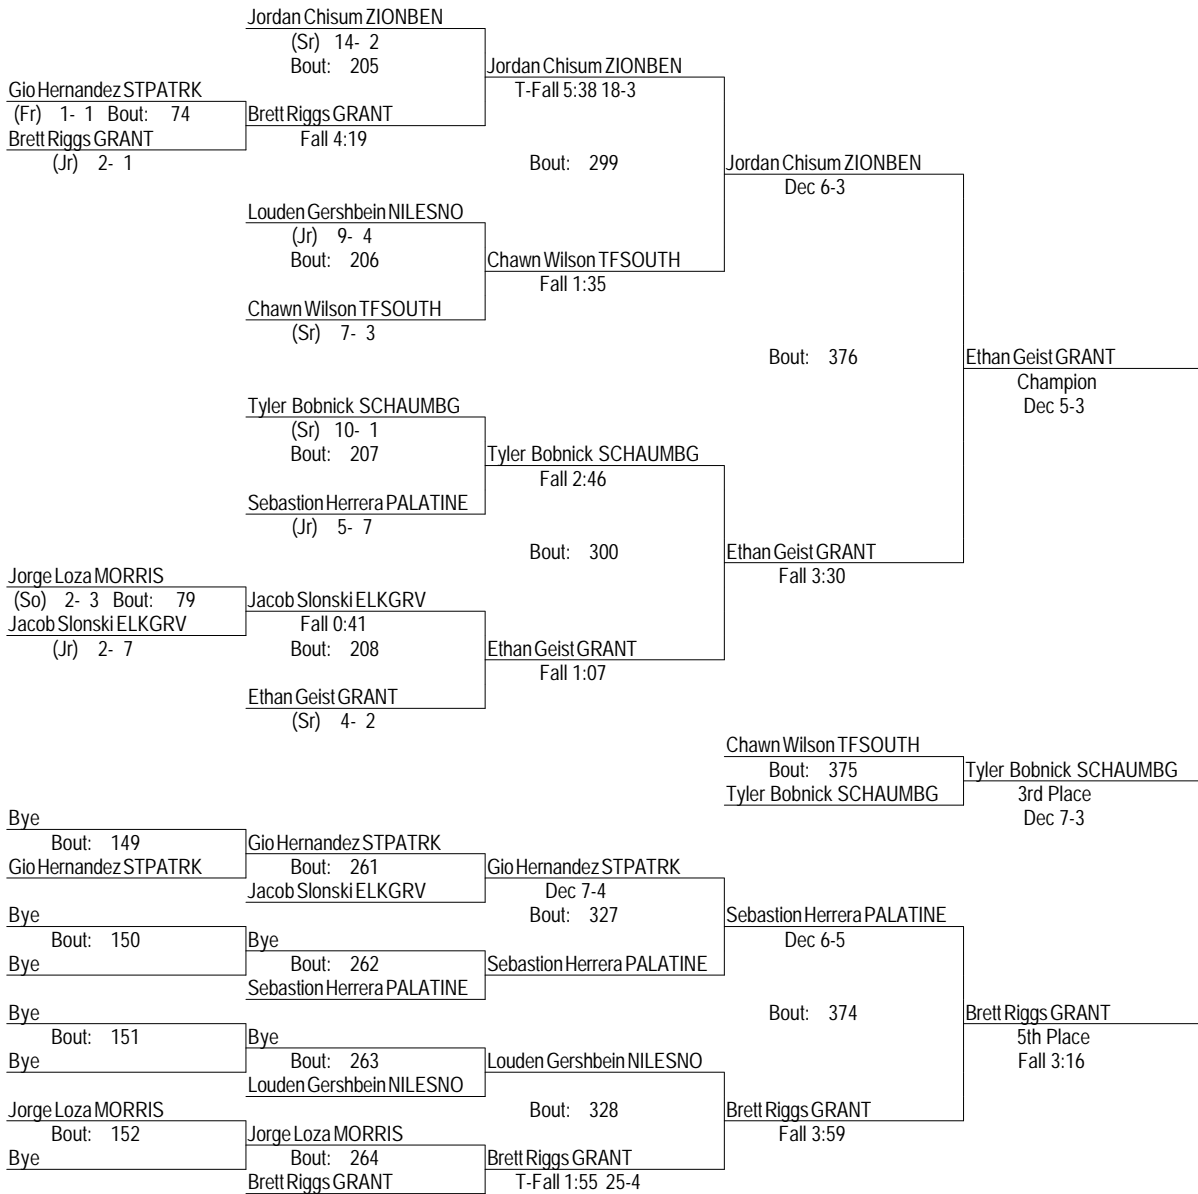 Jordan Chisum ZIONBEN
(Sr) 14- 2
Bout: 205
Jordan Chisum ZIONBEN
T-Fall 5:38 18-3
Gio Hernandez STPATRK
(Fr) 1- 1 Bout: 74
Brett Riggs GRANT
(Jr) 2- 1
Brett Riggs GRANT
Fall 4:19
Bout: 299
Jordan Chisum ZIONBEN
Dec 6-3
Louden Gershbein NILESNO
(Jr) 9- 4
Bout: 206
Chawn Wilson TFSOUTH
Fall 1:35
Chawn Wilson TFSOUTH
(Sr) 7- 3
Bout: 376
Ethan Geist GRANT
Champion
Dec 5-3
Tyler Bobnick SCHAUMBG
(Sr) 10- 1
Bout: 207
Tyler Bobnick SCHAUMBG
Fall 2:46
Sebastion Herrera PALATINE
(Jr) 5- 7
Bout: 300
Ethan Geist GRANT
Fall 3:30
Jorge Loza MORRIS
(So) 2- 3 Bout: 79
Jacob Slonski ELKGRV
(Jr) 2- 7
Jacob Slonski ELKGRV
Fall 0:41
Bout: 208
Ethan Geist GRANT
Fall 1:07
Ethan Geist GRANT
(Sr) 4- 2
Chawn Wilson TFSOUTH
Bout: 375
Tyler Bobnick SCHAUMBG
Tyler Bobnick SCHAUMBG
3rd Place
Dec 7-3
Bye
Bout: 149
Gio Hernandez STPATRK
Gio Hernandez STPATRK
Bout: 261
Jacob Slonski ELKGRV
Gio Hernandez STPATRK
Dec 7-4
Bout: 327
Sebastion Herrera PALATINE
Dec 6-5
Bye
Bout: 150
Bye
Bye
Bout: 262
Sebastion Herrera PALATINE
Sebastion Herrera PALATINE
Bout: 374
Brett Riggs GRANT
5th Place
Fall 3:16
Bye
Bout: 151
Bye
Bye
Bout: 263
Louden Gershbein NILESNO
Louden Gershbein NILESNO
Bout: 328
Brett Riggs GRANT
Fall 3:59
Jorge Loza MORRIS
Bout: 152
Bye
Jorge Loza MORRIS
Bout: 264
Brett Riggs GRANT
Brett Riggs GRANT
T-Fall 1:55 25-4